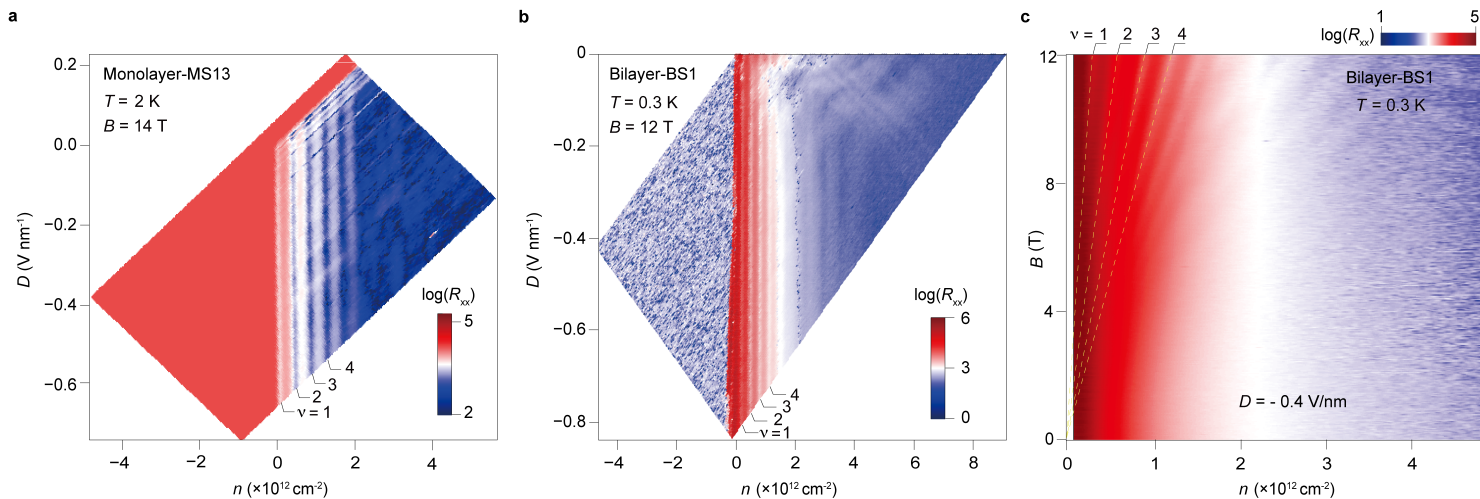 a
Monolayer-MS13
T = 2 K
B = 14 T
D (V nm⁻¹)
0.2
0.0
−0.2
−0.4
−0.6
log(Rxx)
5
2
4
3
2
ν = 1
−4
−2
0
2
4
n (×10¹² cm⁻²)
b
Bilayer-BS1
T = 0.3 K
B = 12 T
D (V nm⁻¹)
0
−0.2
−0.4
−0.6
−0.8
log(Rxx)
6
3
0
4
3
2
ν = 1
−4
−2
0
2
4
6
8
n (×10¹² cm⁻²)
c
ν = 1
2
3
4
log(Rxx)
1
5
Bilayer-BS1
T = 0.3 K
B (T)
12
8
4
0
D = - 0.4 V/nm
0
1
2
3
4
n (×10¹² cm⁻²)